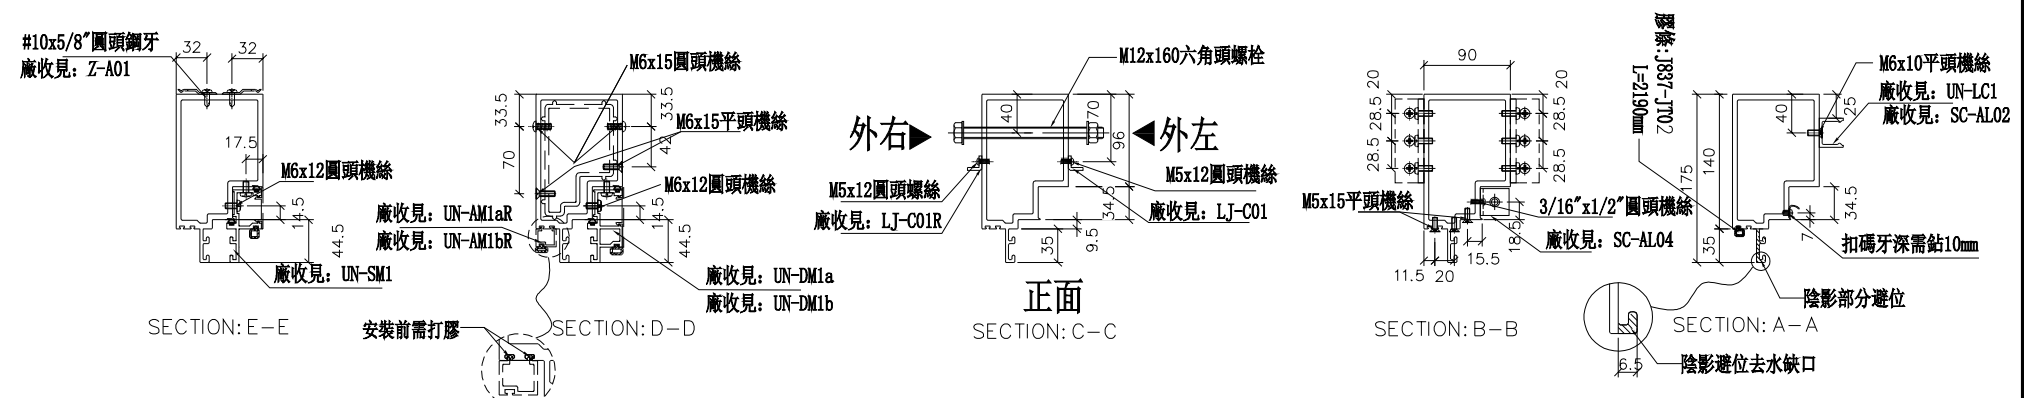 #10x5/8"圓頭鋼牙
廠收見: Z-A01
32
32
17.5
M6x12圓頭機絲
14.5
44.5
廠收見: UN-SM1
SECTION: E-E
33.5
70
M6x15圓頭機絲
33.5
M6x15平頭機絲
42
M6x12圓頭機絲
廠收見: UN-AM1aR
廠收見: UN-AM1bR
14.5
44.5
廠收見: UN-DM1a
廠收見: UN-DM1b
安裝前需打膠
SECTION: D-D
M12x160六角頭螺栓
外右
外左
40
70
96
M5x12圓頭螺絲
廠收見: LJ-C01R
M5x12圓頭機絲
廠收見: LJ-C01
34.5
35
9.5
正面
SECTION: C-C
90
20
28.5
28.5
20
28.5
28.5
M5x15平頭機絲
3/16"x1/2"圓頭機絲
廠收見: SC-AL04
18.5
15.5
11.5
20
SECTION: B-B
膠條: J837-JT02
L=2190mm
M6x10平頭機絲
廠收見: UN-LC1
廠收見: SC-AL02
40
25
175
140
35
34.5
7
扣碼牙深需鉆10mm
陰影部分避位
SECTION: A-A
陰影避位去水缺口
6.5